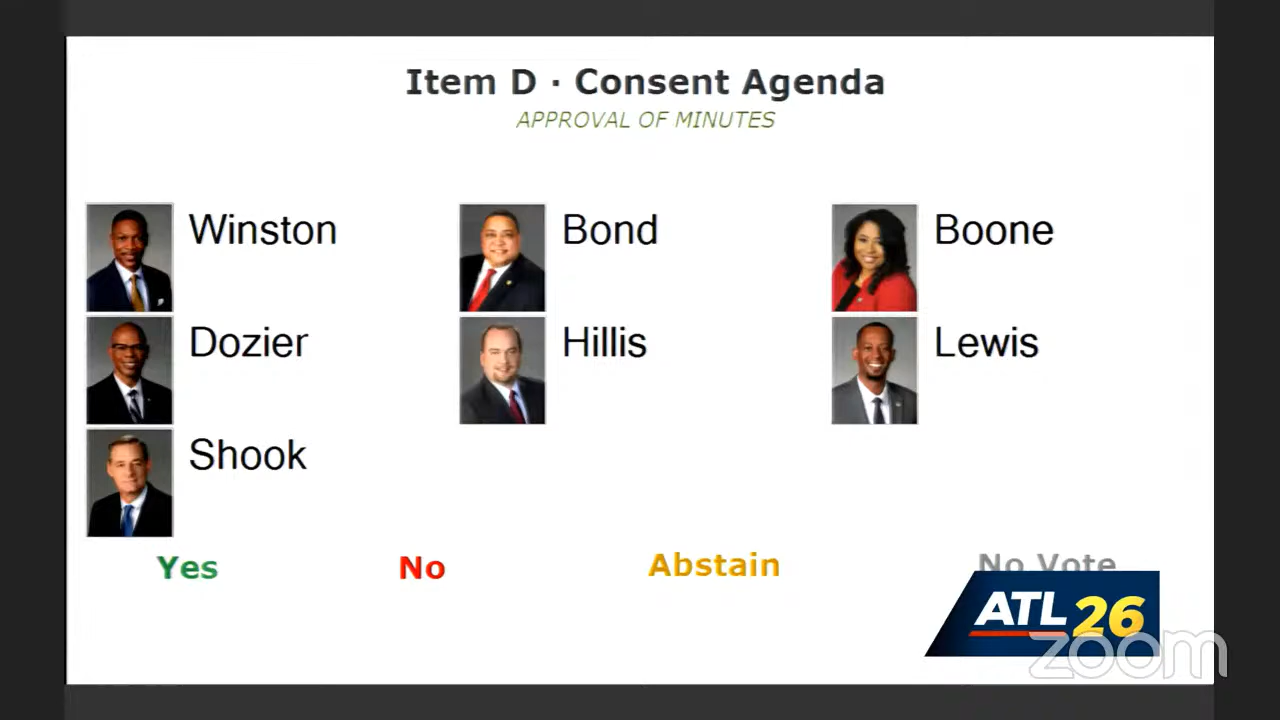 Item D · Consent Agenda
APPROVAL OF MINUTES
Winston
Bond
Boone
Dozier
Hillis
Lewis
Shook
Yes
No
Abstain
No Vote
ATL 26
zoom